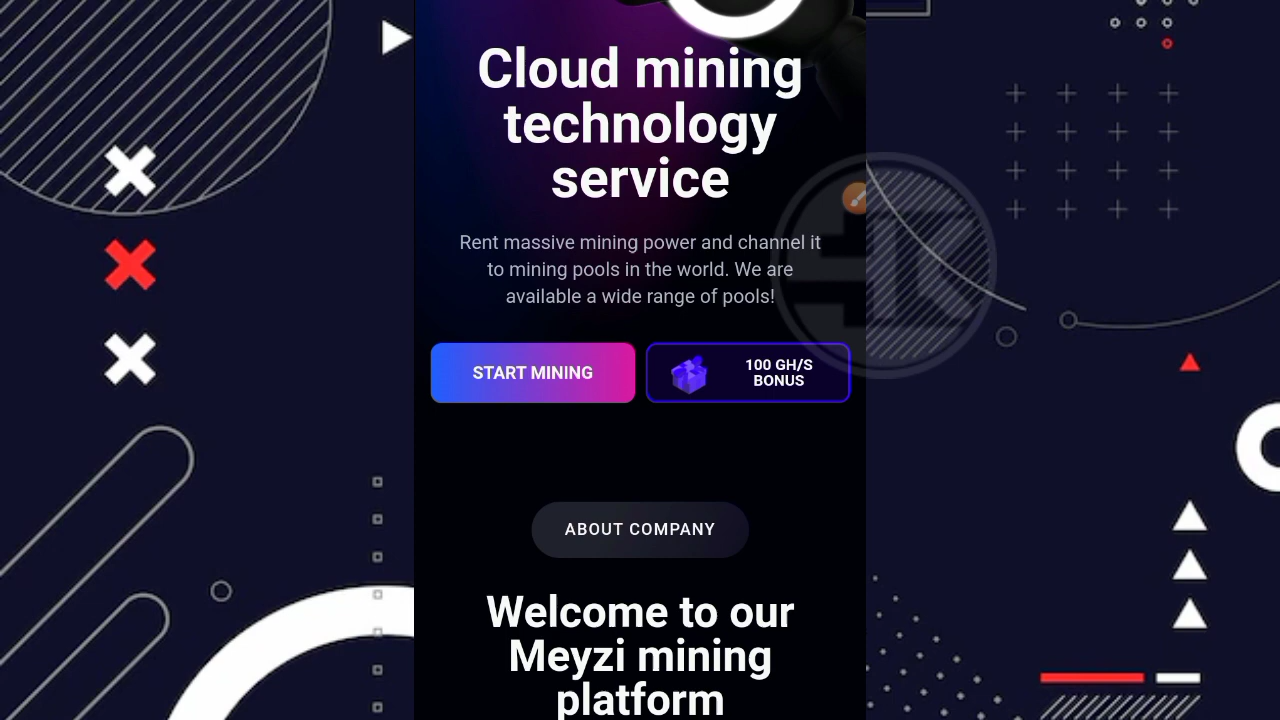 Cloud mining
technology
service
Rent massive mining power and channel it
to mining pools in the world. We are
available a wide range of pools!
START MINING
100 GH/S
BONUS
ABOUT COMPANY
Welcome to our
Meyzi mining
platform